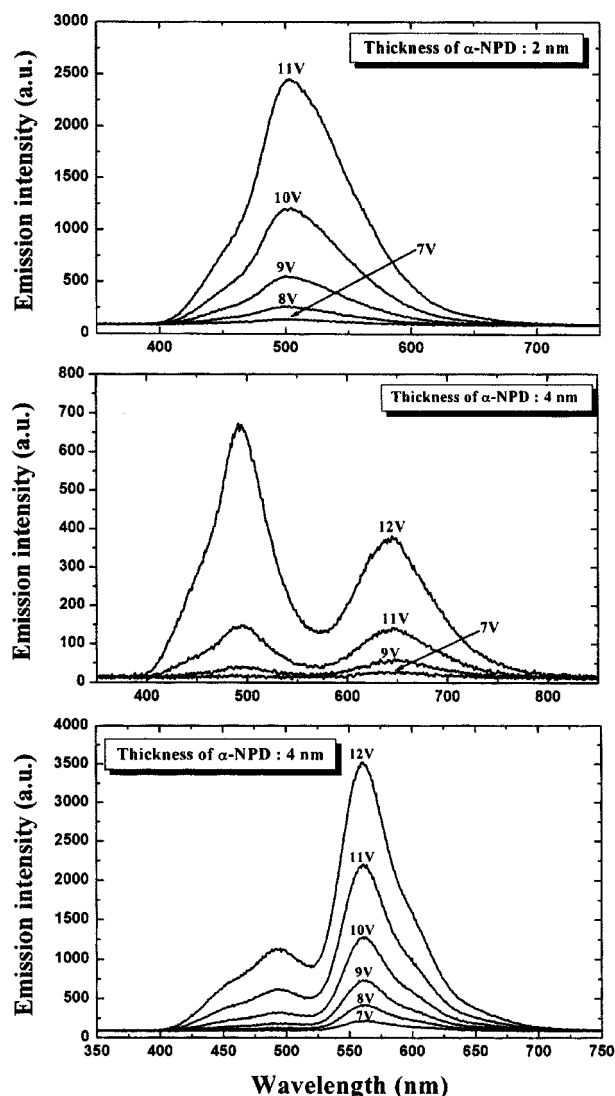 3000
2500
2000
1500
1000
500
0
Emission intensity (a.u.)
Thickness of α-NPD : 2 nm
11V
10V
9V
8V
7V
400 500 600 700
800
700
600
500
400
300
200
100
0
Emission intensity (a.u.)
Thickness of α-NPD : 4 nm
12V
11V
9V
7V
400 500 600 700 800
4000
3500
3000
2500
2000
1500
1000
500
0
Emission intensity (a.u.)
Thickness of α-NPD : 4 nm
12V
11V
10V
9V
8V
7V
350 400 450 500 550 600 650 700 750
Wavelength (nm)